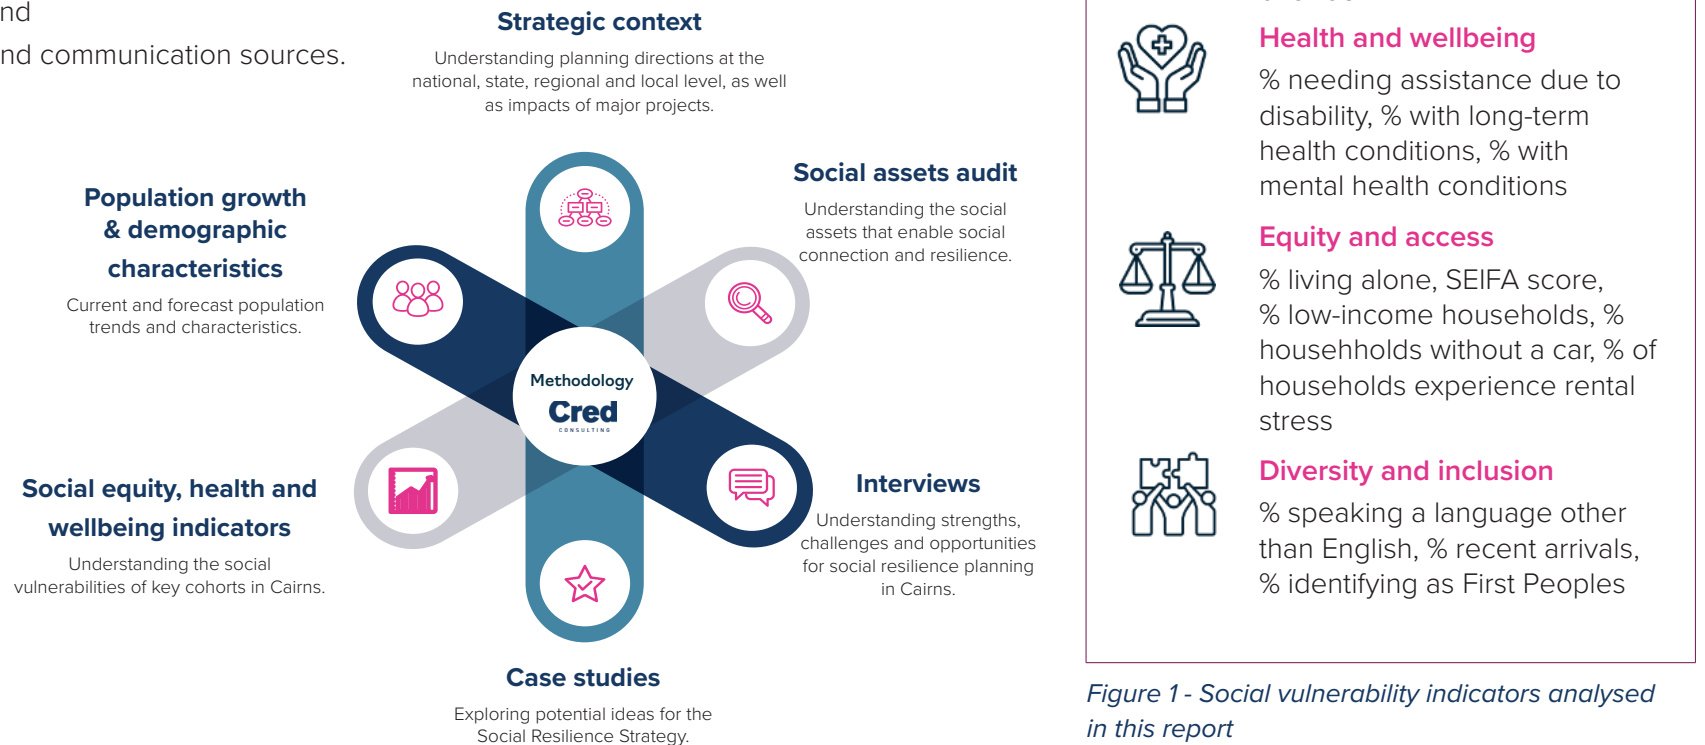 nd
nd communication sources.
Strategic context
Understanding planning directions at the
national, state, regional and local level, as well
as impacts of major projects.
Social assets audit
Understanding the social
assets that enable social
connection and resilience.
Population growth
& demographic
characteristics
Current and forecast population
trends and characteristics.
Methodology
Cred
CONSULTING
Social equity, health and
wellbeing indicators
Understanding the social
vulnerabilities of key cohorts in Cairns.
Interviews
Understanding strengths,
challenges and opportunities
for social resilience planning
in Cairns.
Case studies
Exploring potential ideas for the
Social Resilience Strategy.
Health and wellbeing
% needing assistance due to
disability, % with long-term
health conditions, % with
mental health conditions
Equity and access
% living alone, SEIFA score,
% low-income households, %
househholds without a car, % of
households experience rental
stress
Diversity and inclusion
% speaking a language other
than English, % recent arrivals,
% identifying as First Peoples
Figure 1 - Social vulnerability indicators analysed
in this report